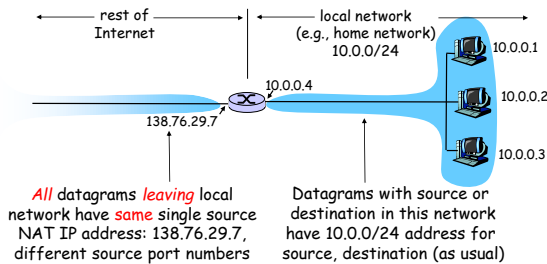 rest of
Internet
local network
(e.g., home network)
10.0.0/24
10.0.0.1
10.0.0.4
10.0.0.2
138.76.29.7
10.0.0.3
All datagrams leaving local
network have same single source
NAT IP address: 138.76.29.7,
different source port numbers
Datagrams with source or
destination in this network
have 10.0.0/24 address for
source, destination (as usual)